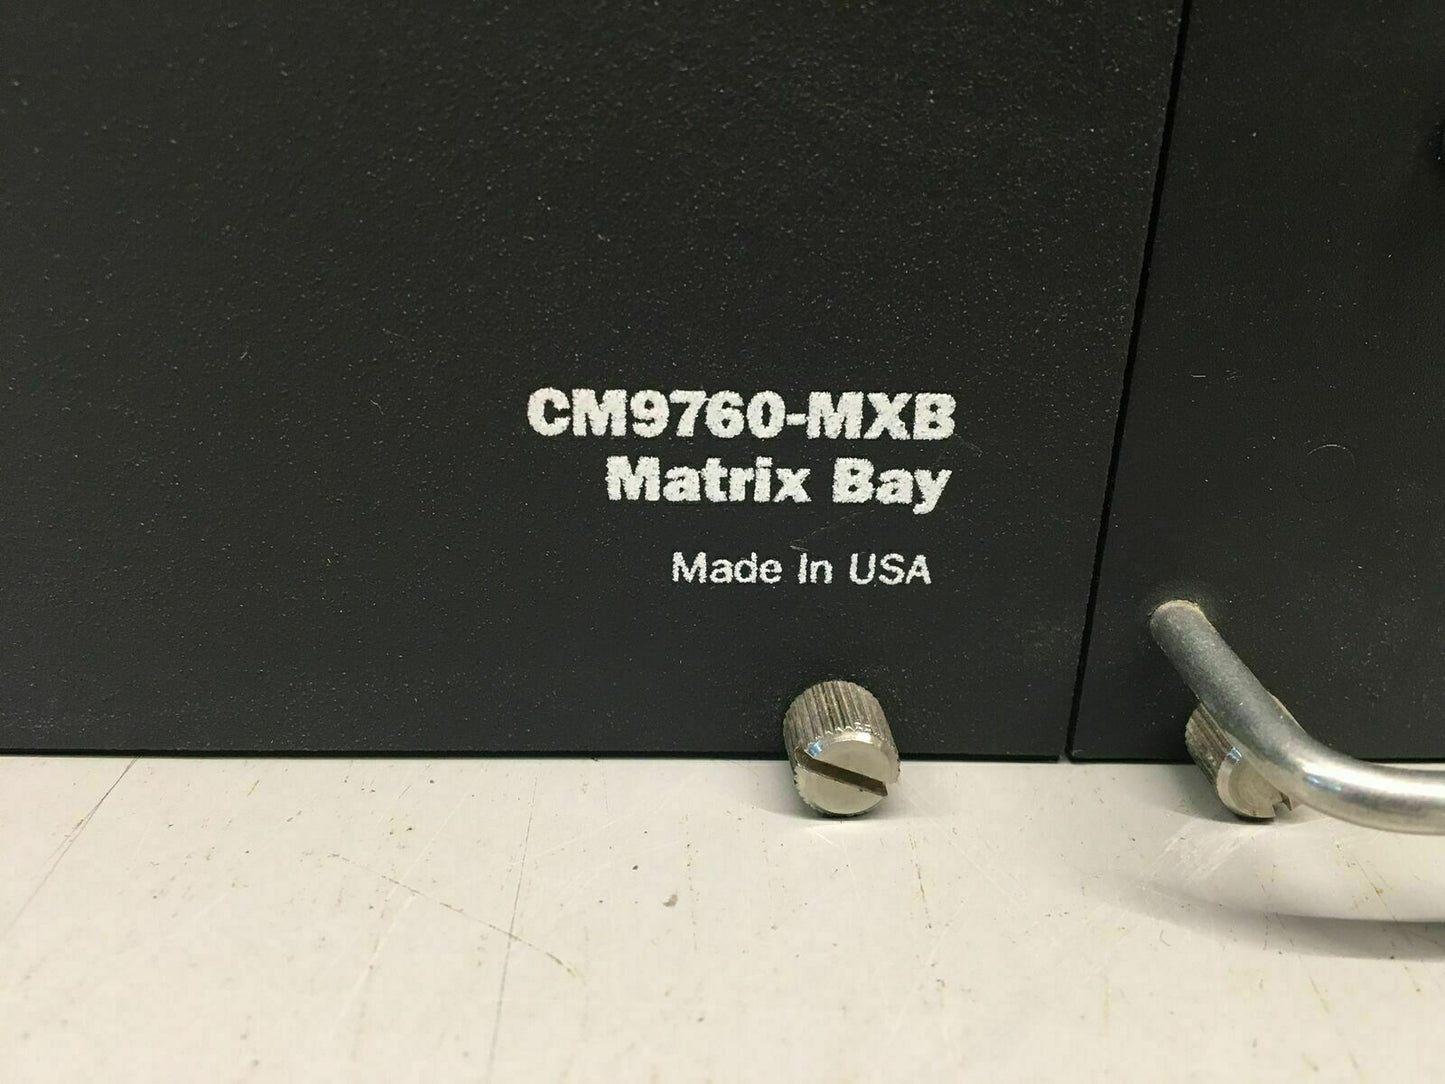 CM9760-MXB
Matrix Bay
Made In USA